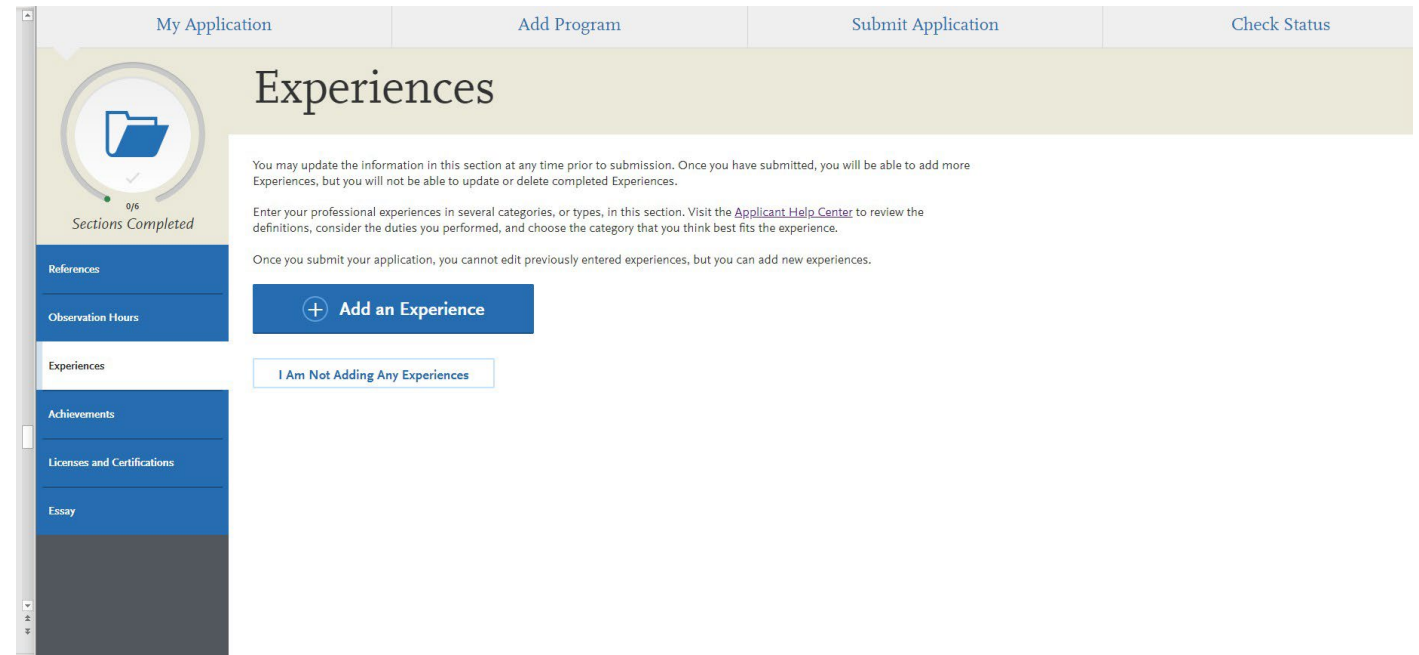 My Application
Add Program
Submit Application
Check Status
0/6
Sections Completed
References
Observation Hours
Experiences
Achievements
Licenses and Certifications
Essay
Experiences
You may update the information in this section at any time prior to submission. Once you have submitted, you will be able to add more
Experiences, but you will not be able to update or delete completed Experiences.
Enter your professional experiences in several categories, or types, in this section. Visit the Applicant Help Center to review the
definitions, consider the duties you performed, and choose the category that you think best fits the experience.
Once you submit your application, you cannot edit previously entered experiences, but you can add new experiences.
Add an Experience
I Am Not Adding Any Experiences